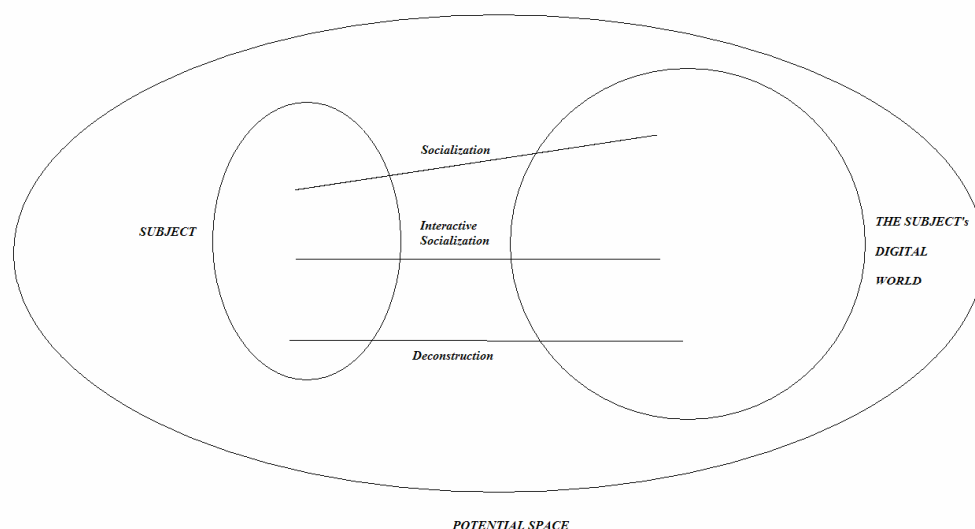 Socialization
SUBJECT
Interactive
Socialization
THE SUBJECT's
DIGITAL
WORLD
Deconstruction
POTENTIAL SPACE